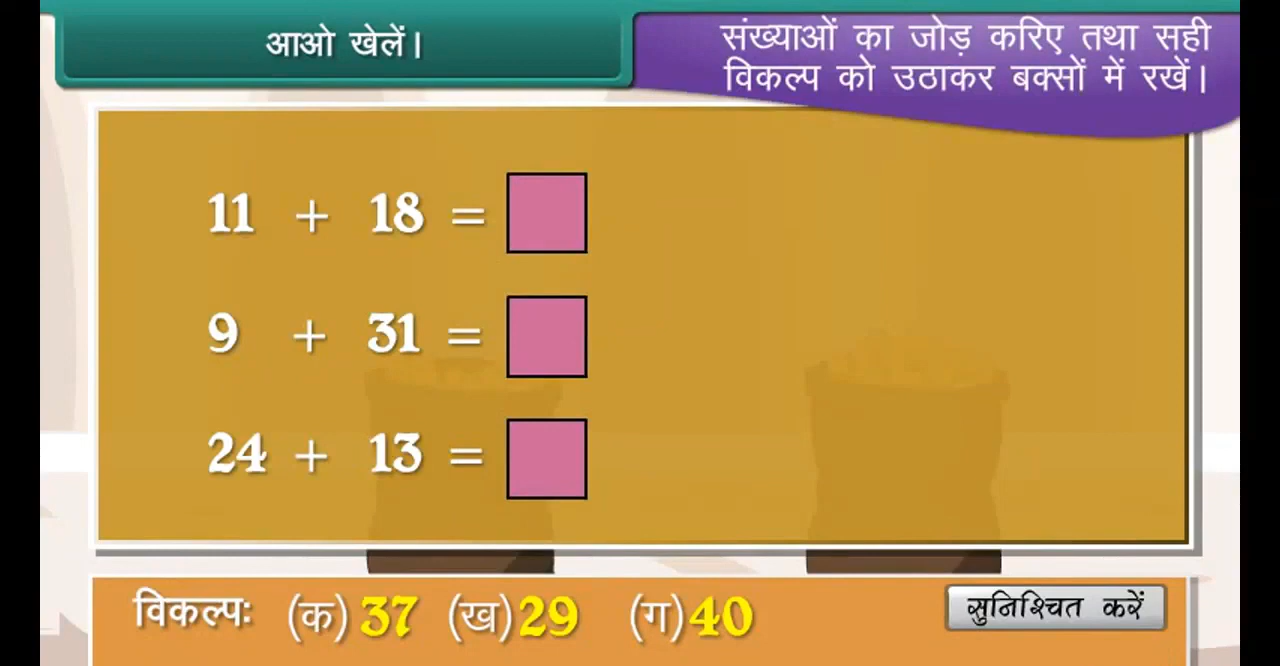 आओ खेलें।
संख्याओं का जोड़ करिए तथा सही
विकल्प को उठाकर बक्सों में रखें।
11 + 18 =
9 + 31 =
24 + 13 =
विकल्पः (क) 37 (ख) 29 (ग) 40
सुनिश्चित करें